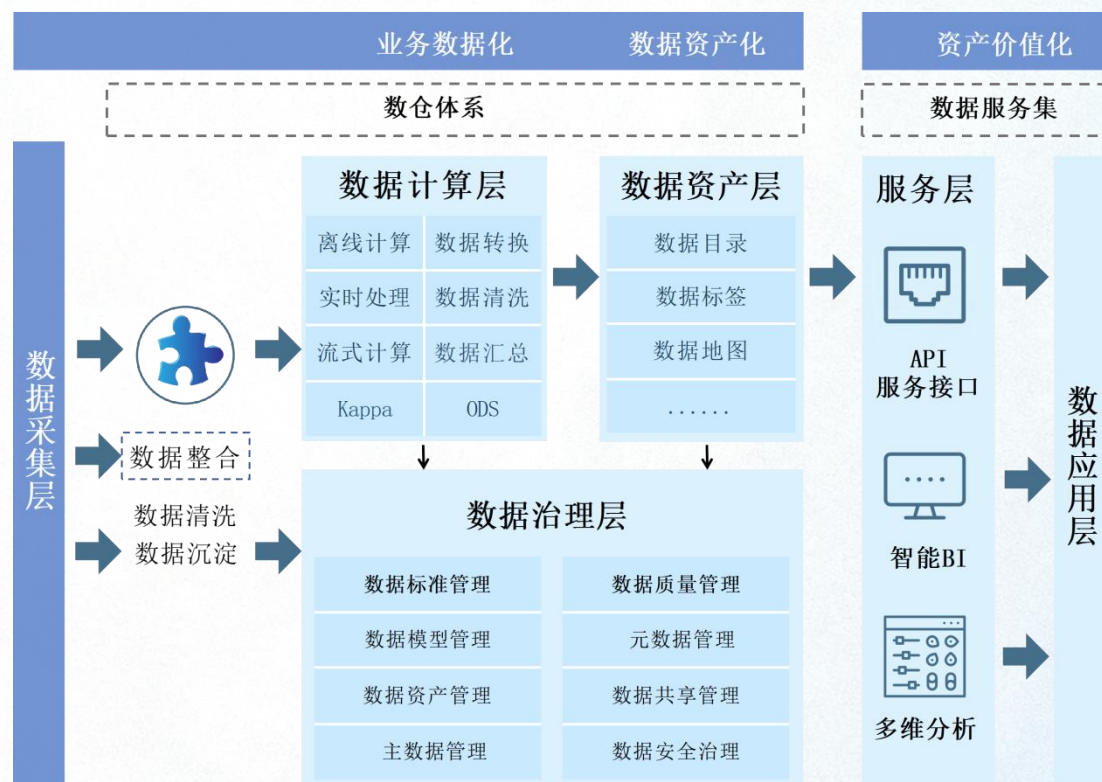 业务数据化
数据资产化
资产价值化
数仓体系
数据服务集
数据采集层
数据整合
数据清洗
数据沉淀
数据计算层
离线计算
数据转换
实时处理
数据清洗
流式计算
数据汇总
Kappa
ODS
数据资产层
数据目录
数据标签
数据地图
......
数据治理层
数据标准管理
数据质量管理
数据模型管理
元数据管理
数据资产管理
数据共享管理
主数据管理
数据安全治理
服务层
API
服务接口
智能BI
多维分析
数据应用层